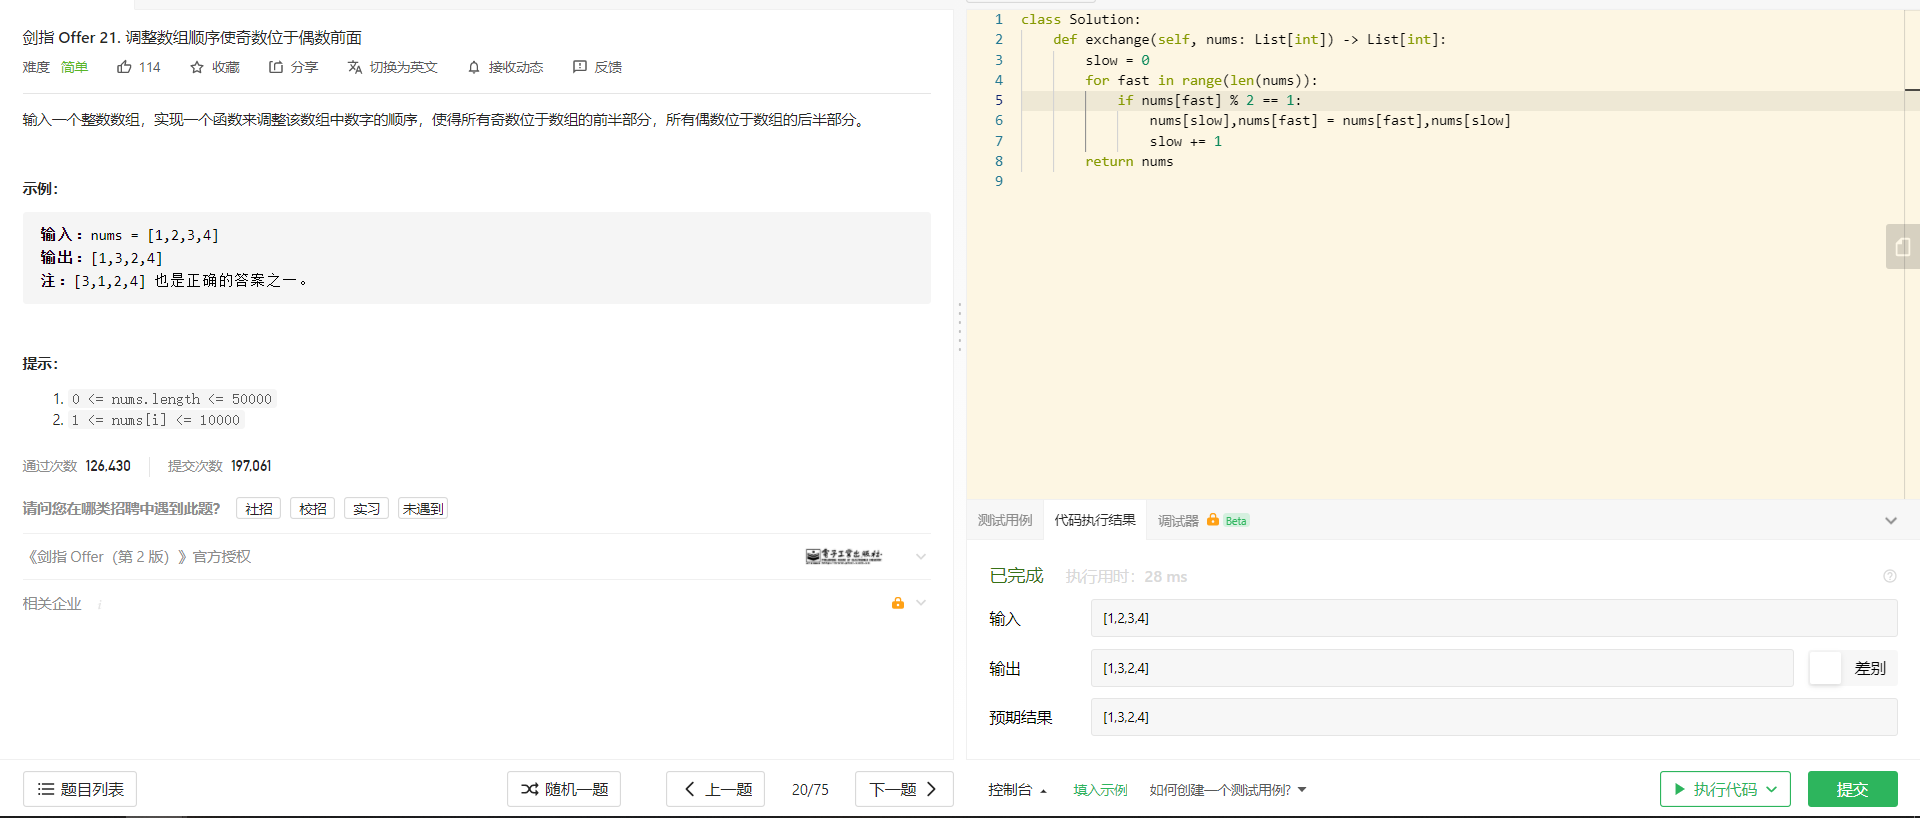 剑指 Offer 21. 调整数组顺序使奇数位于偶数前面
难度 简单 114 收藏 分享 切换为英文 接收动态 反馈
输入一个整数数组，实现一个函数来调整该数组中数字的顺序，使得所有奇数位于数组的前半部分，所有偶数位于数组的后半部分。
示例：
输入：nums = [1,2,3,4]
输出：[1,3,2,4]
注：[3,1,2,4] 也是正确的答案之一。
提示：
1. 0 <= nums.length <= 50000
2. 1 <= nums[i] <= 10000
通过次数 126,430 提交次数 197,061
请问您在哪类招聘中遇到此题？ 社招 校招 实习 未遇到
《剑指 Offer（第 2 版）》官方授权 电子工业出版社
相关企业 i
题目列表 随机一题 上一题 20/75 下一题
1 class Solution:
2 def exchange(self, nums: List[int]) -> List[int]:
3 slow = 0
4 for fast in range(len(nums)):
5 if nums[fast] % 2 == 1:
6 nums[slow],nums[fast] = nums[fast],nums[slow]
7 slow += 1
8 return nums
9
测试用例 代码执行结果 调试器 Beta
已完成 执行用时：28 ms
输入 [1,2,3,4]
输出 [1,3,2,4] 差别
预期结果 [1,3,2,4]
控制台 填入示例 如何创建一个测试用例? 执行代码 提交